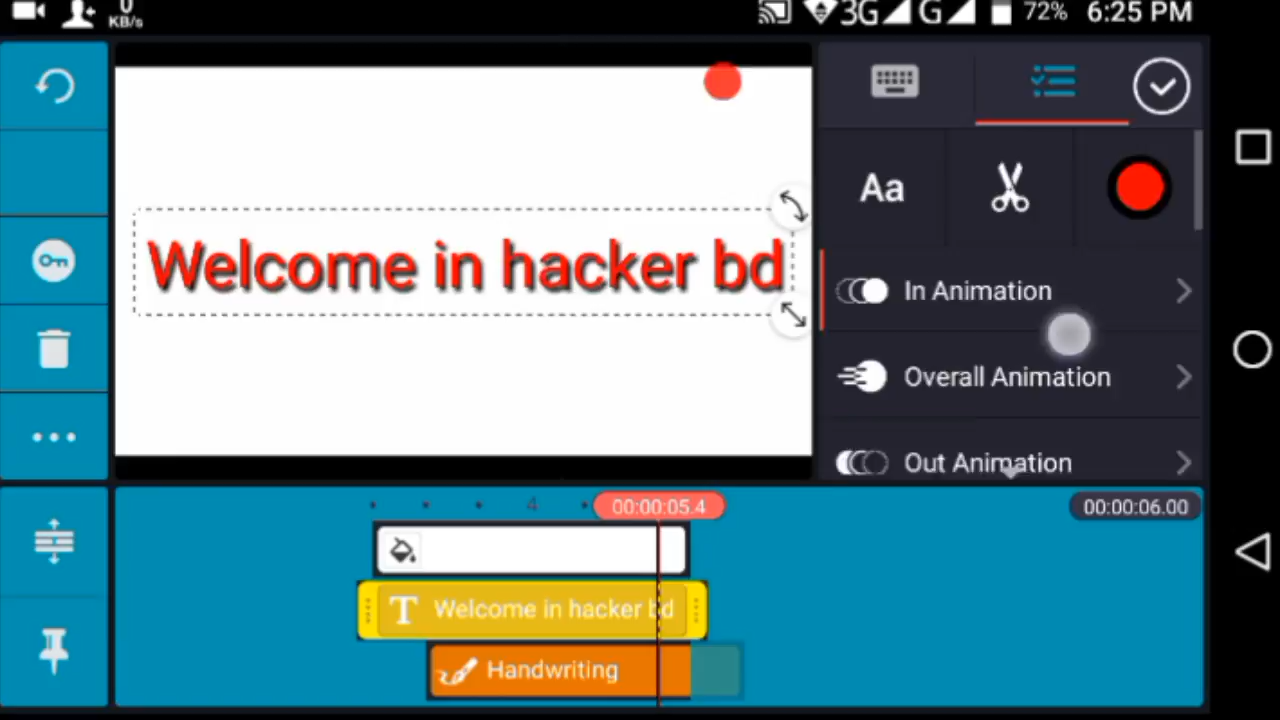 0
KB/s
3G
G
72%
6:25 PM
Aa
Welcome in hacker bd
In Animation
Overall Animation
Out Animation
4
00:00:05.4
00:00:06.00
T Welcome in hacker bd
Handwriting